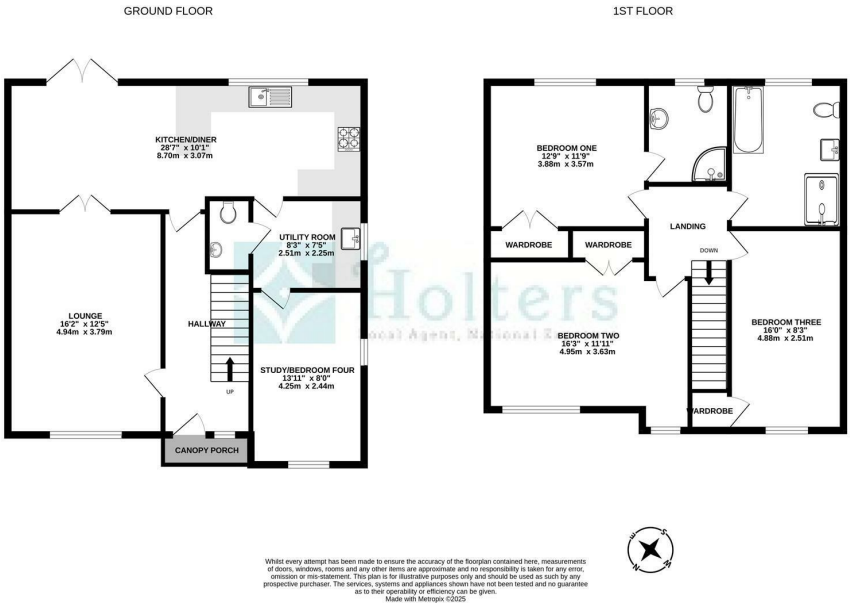 GROUND FLOOR
1ST FLOOR
KITCHEN/DINER
28'7" x 10'1"
8.70m x 3.07m
UTILITY ROOM
8'3" x 7'5"
2.51m x 2.25m
LOUNGE
16'2" x 12'5"
4.94m x 3.79m
HALLWAY
UP
STUDY/BEDROOM FOUR
13'11" x 8'0"
4.25m x 2.44m
CANOPY PORCH
BEDROOM ONE
12'9" x 11'9"
3.88m x 3.57m
WARDROBE
WARDROBE
LANDING
DOWN
BEDROOM TWO
16'3" x 11'11"
4.95m x 3.63m
BEDROOM THREE
16'0" x 8'3"
4.88m x 2.51m
WARDROBE
Holters
Local Agent, National
S
E
W
N
Whilst every attempt has been made to ensure the accuracy of the floorplan contained here, measurements
of doors, windows, rooms and any other items are approximate and no responsibility is taken for any error,
omission or mis-statement. This plan is for illustrative purposes only and should be used as such by any
prospective purchaser. The services, systems and appliances shown have not been tested and no guarantee
as to their operability or efficiency can be given.
Made with Metropix ©2025